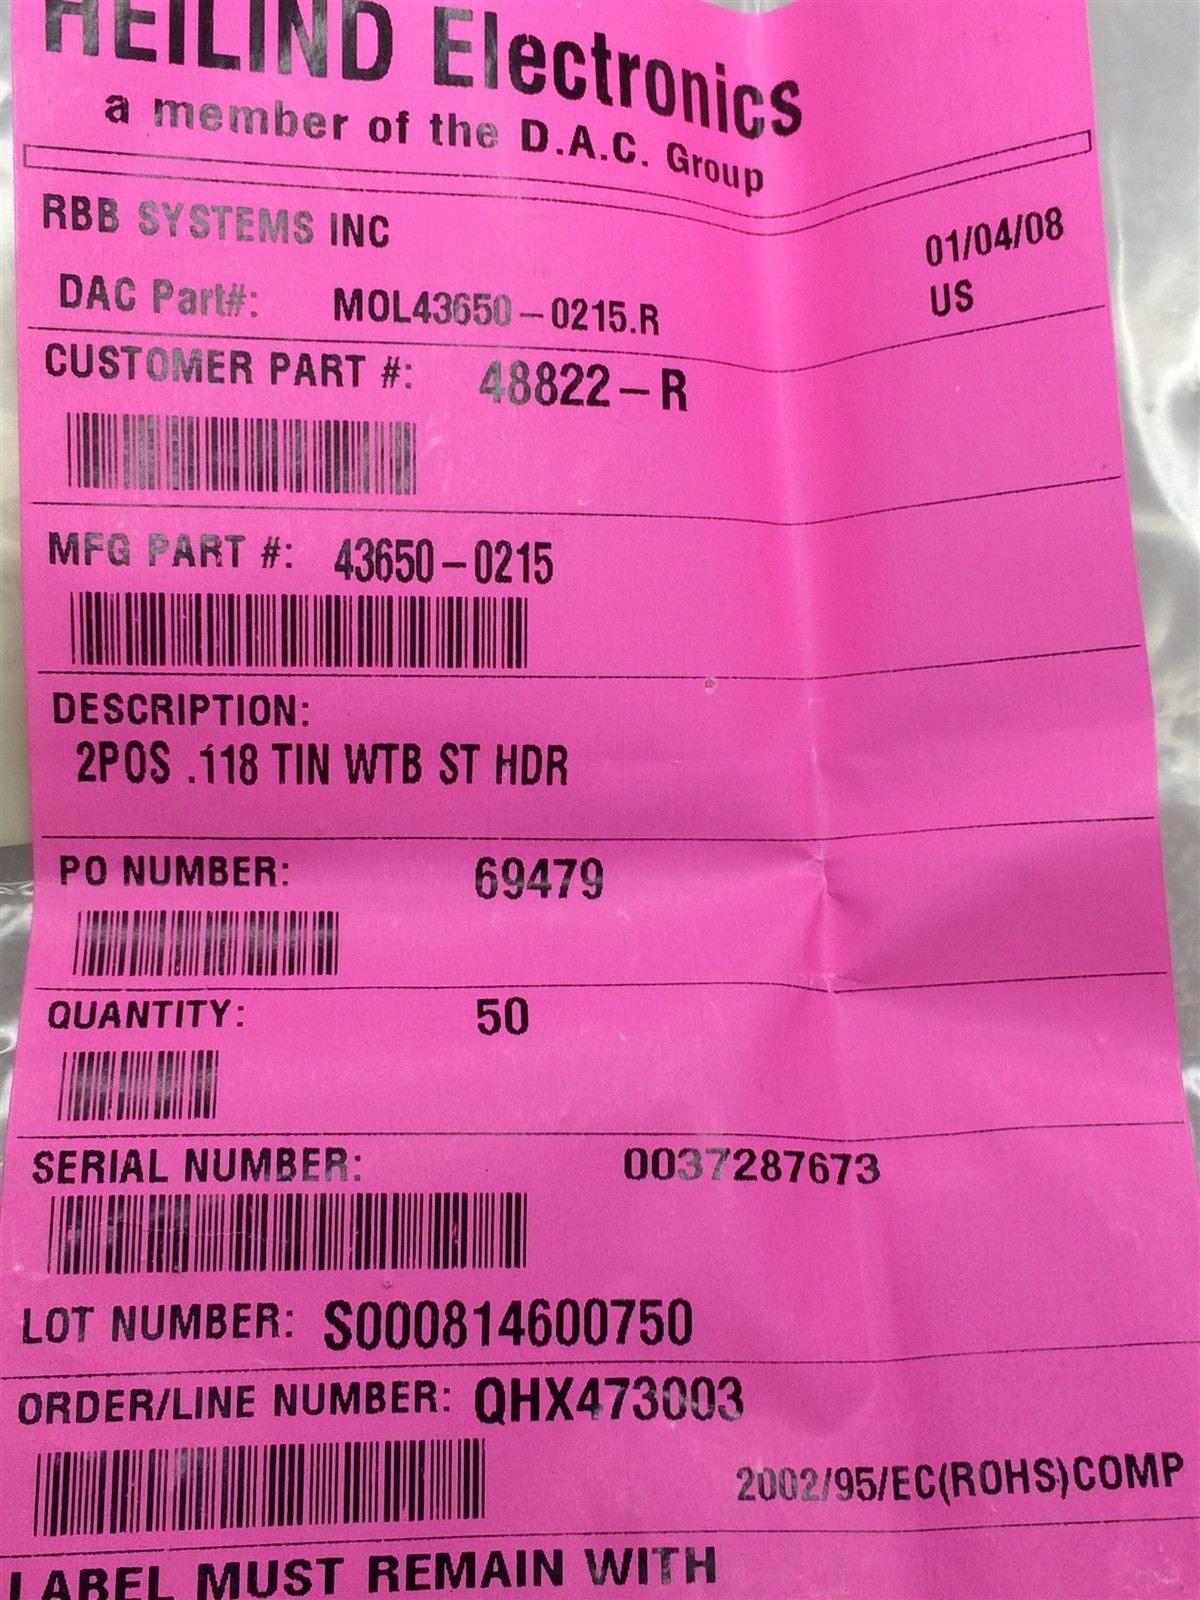 HEILIND Electronics
a member of the D.A.C. Group
RBB SYSTEMS INC
01/04/08
DAC Part#: MOL43650-0215.R
US
CUSTOMER PART #: 48822-R
MFG PART #: 43650-0215
DESCRIPTION:
2POS .118 TIN WTB ST HDR
PO NUMBER: 69479
QUANTITY: 50
SERIAL NUMBER: 0037287673
LOT NUMBER: S000814600750
ORDER/LINE NUMBER: QHX473003
2002/95/EC(ROHS)COMP
LABEL MUST REMAIN WITH